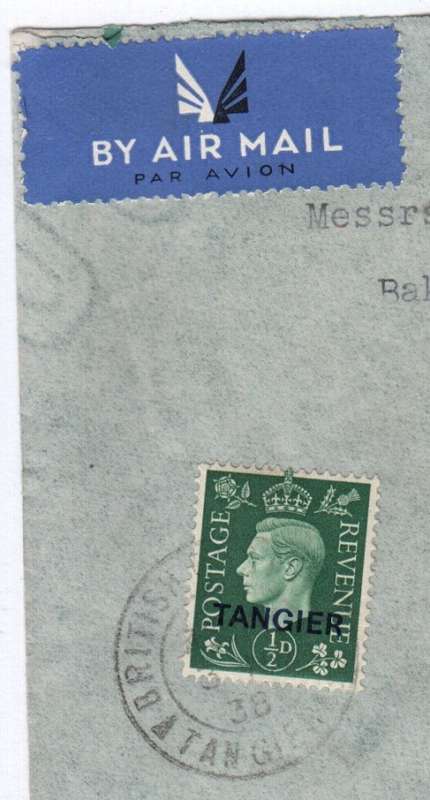 BY AIR MAIL
PAR AVION
Messrs
Bal
POSTAGE
REVENUE
TANGIER
½D
BRITISH
38
TANGIER